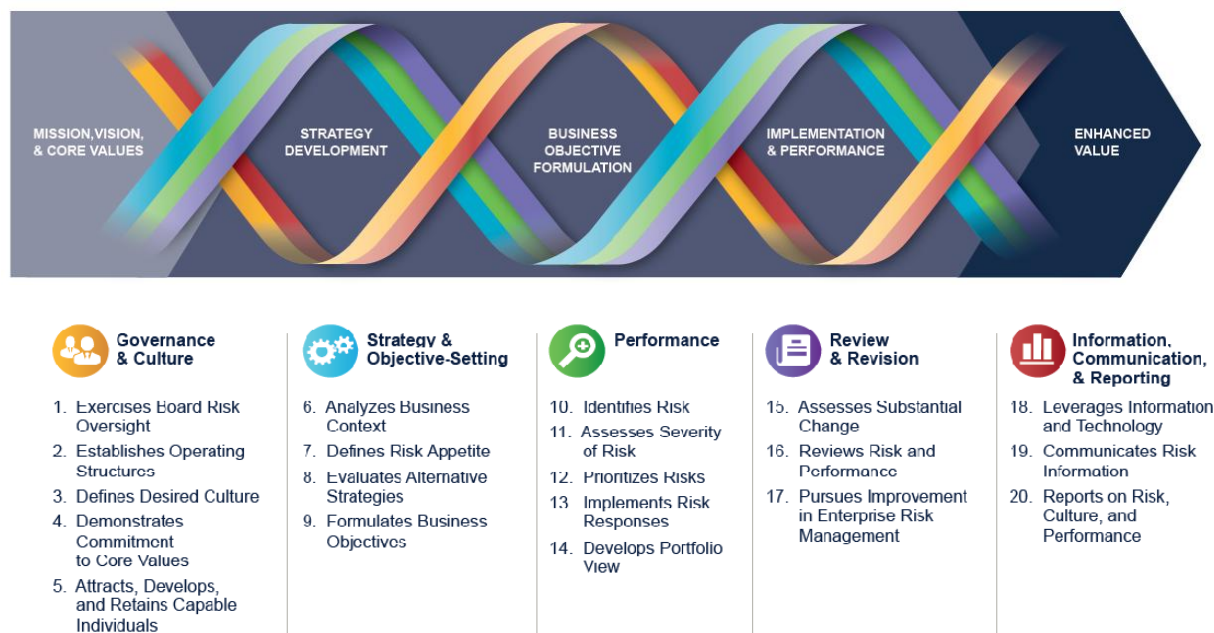 MISSION,VISION,
& CORE VALUES
STRATEGY
DEVELOPMENT
BUSINESS
OBJECTIVE
FORMULATION
IMPLEMENTATION
& PERFORMANCE
ENHANCED
VALUE
Governance
& Culture
1. Exercises Board Risk
Oversight
2. Establishes Operating
Structures
3. Defines Desired Culture
4. Demonstrates
Commitment
to Core Values
5. Attracts, Develops,
and Retains Capable
Individuals
Strategy &
Objective-Setting
6. Analyzes Business
Context
7. Defines Risk Appetite
8. Evaluates Alternative
Strategies
9. Formulates Business
Objectives
Performance
10. Identifies Risk
11. Assesses Severity
of Risk
12. Prioritizes Risks
13. Implements Risk
Responses
14. Develops Portfolio
View
Review
& Revision
15. Assesses Substantial
Change
16. Reviews Risk and
Performance
17. Pursues Improvement
in Enterprise Risk
Management
Information,
Communication,
& Reporting
18. Leverages Information
and Technology
19. Communicates Risk
Information
20. Reports on Risk,
Culture, and
Performance